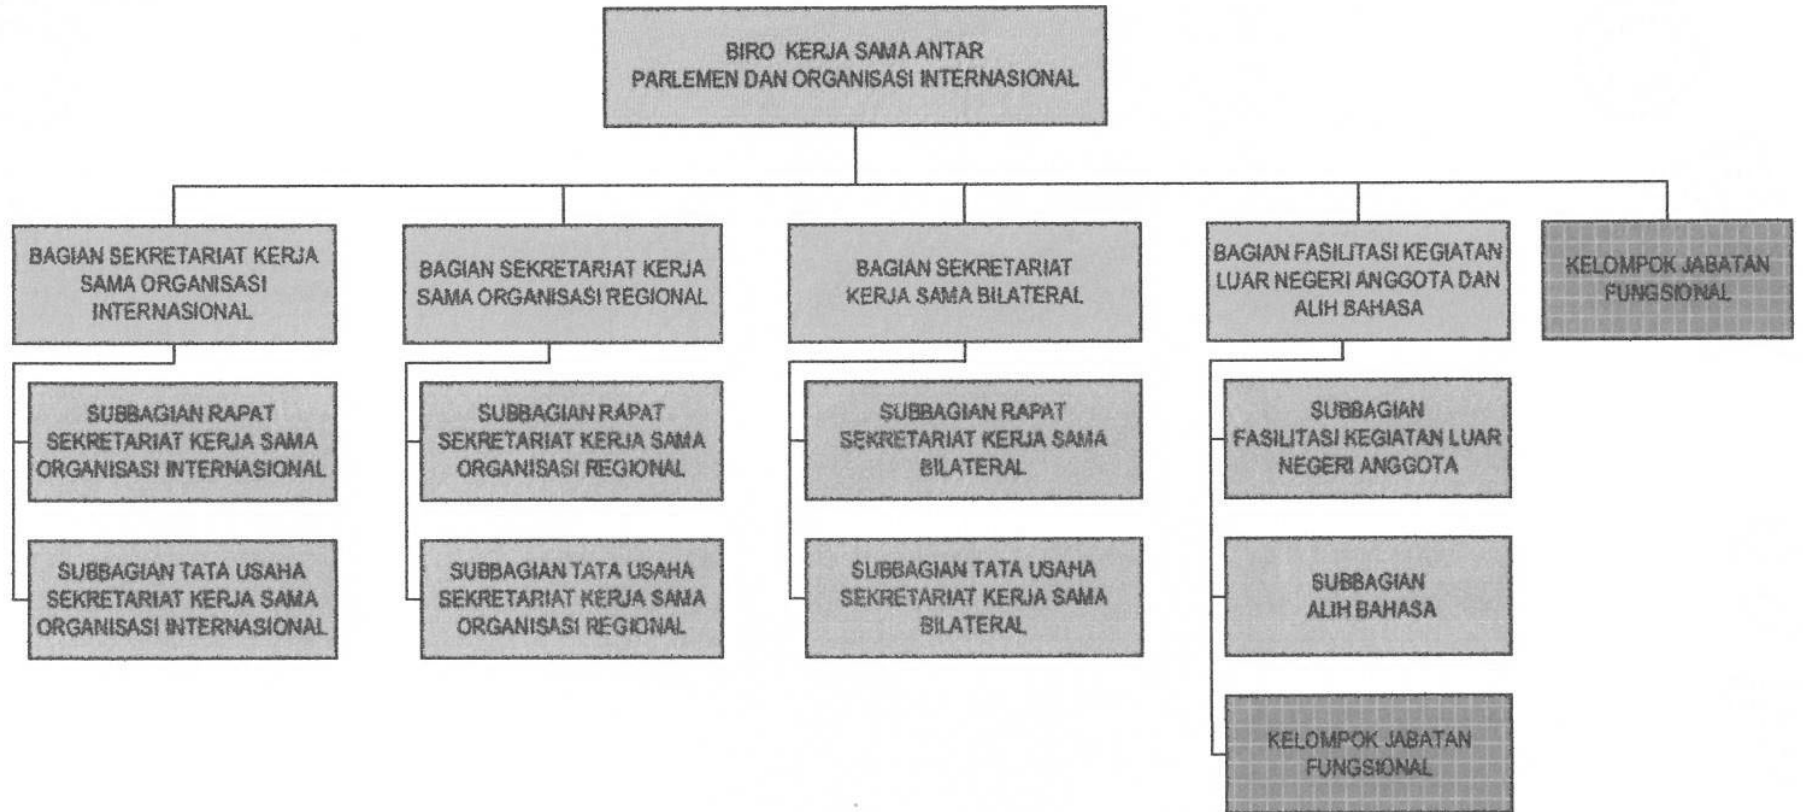 BIRO KERJA SAMA ANTAR
PARLEMEN DAN ORGANISASI INTERNASIONAL
BAGIAN SEKRETARIAT KERJA
SAMA ORGANISASI
INTERNASIONAL
BAGIAN SEKRETARIAT KERJA
SAMA ORGANISASI REGIONAL
BAGIAN SEKRETARIAT
KERJA SAMA BILATERAL
BAGIAN FASILITASI KEGIATAN
LUAR NEGERI ANGGOTA DAN
ALIH BAHASA
KELOMPOK JABATAN
FUNGSIONAL
SUBBAGIAN RAPAT
SEKRETARIAT KERJA SAMA
ORGANISASI INTERNASIONAL
SUBBAGIAN RAPAT
SEKRETARIAT KERJA SAMA
ORGANISASI REGIONAL
SUBBAGIAN RAPAT
SEKRETARIAT KERJA SAMA
BILATERAL
SUBBAGIAN
FASILITASI KEGIATAN LUAR
NEGERI ANGGOTA
SUBBAGIAN TATA USAHA
SEKRETARIAT KERJA SAMA
ORGANISASI INTERNASIONAL
SUBBAGIAN TATA USAHA
SEKRETARIAT KERJA SAMA
ORGANISASI REGIONAL
SUBBAGIAN TATA USAHA
SEKRETARIAT KERJA SAMA
BILATERAL
SUBBAGIAN
ALIH BAHASA
KELOMPOK JABATAN
FUNGSIONAL